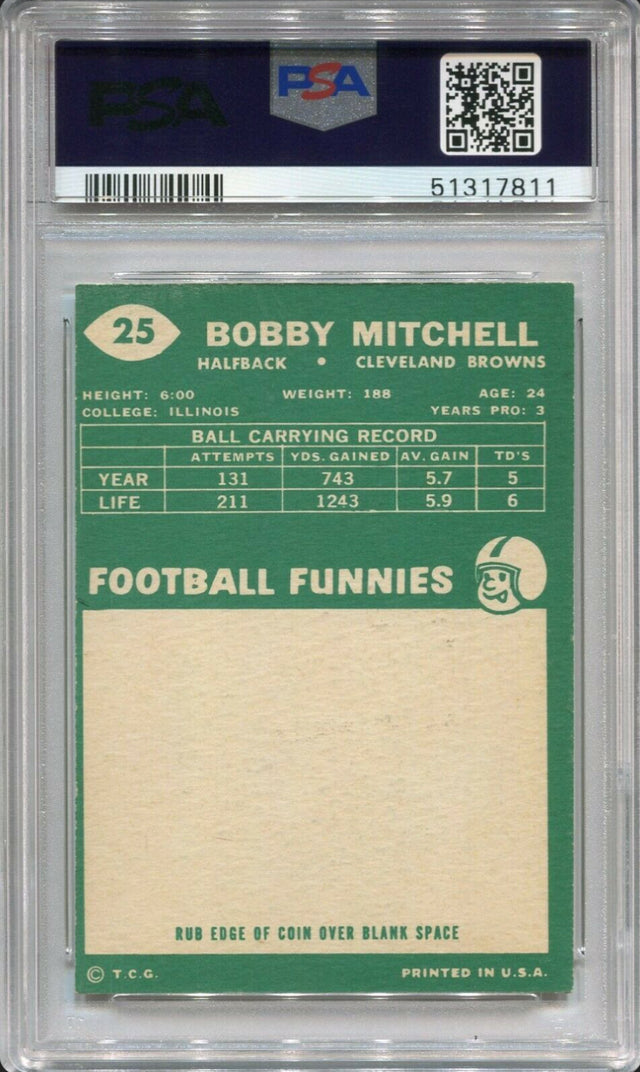 PSA
PSA
51317811
25
BOBBY MITCHELL
HALFBACK • CLEVELAND BROWNS
HEIGHT: 6:00 WEIGHT: 188 AGE: 24
COLLEGE: ILLINOIS YEARS PRO: 3
BALL CARRYING RECORD
ATTEMPTS YDS. GAINED AV. GAIN TD'S
YEAR 131 743 5.7 5
LIFE 211 1243 5.9 6
FOOTBALL FUNNIES
RUB EDGE OF COIN OVER BLANK SPACE
© T.C.G. PRINTED IN U.S.A.